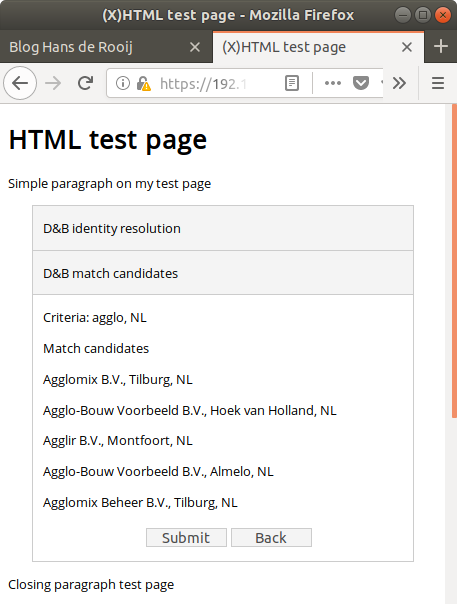 (X)HTML test page - Mozilla Firefox
Blog Hans de Rooij
(X)HTML test page
https://192.1
HTML test page
Simple paragraph on my test page
D&B identity resolution
D&B match candidates
Criteria: agglo, NL
Match candidates
Agglomix B.V., Tilburg, NL
Agglo-Bouw Voorbeeld B.V., Hoek van Holland, NL
Agglir B.V., Montfoort, NL
Agglo-Bouw Voorbeeld B.V., Almelo, NL
Agglomix Beheer B.V., Tilburg, NL
Submit Back
Closing paragraph test page